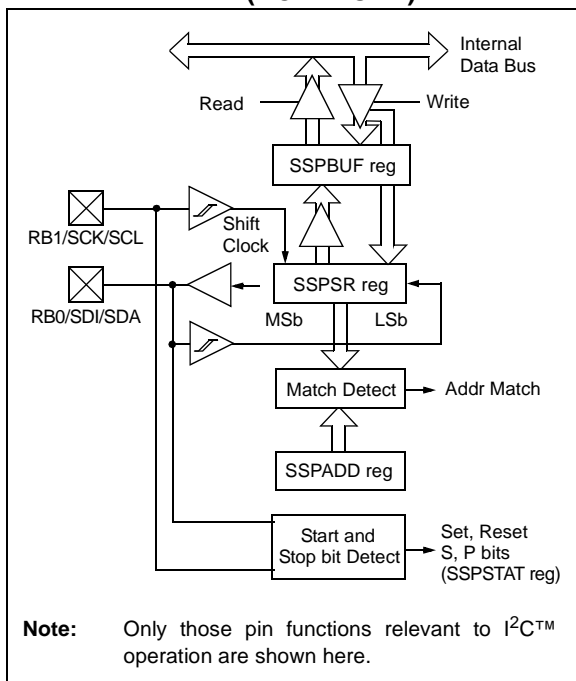 Internal
Data Bus
Read
Write
SSPBUF reg
RB1/SCK/SCL
Shift
Clock
SSPSR reg
RB0/SDI/SDA
MSb
LSb
Match Detect
Addr Match
SSPADD reg
Start and
Stop bit Detect
Set, Reset
S, P bits
(SSPSTAT reg)
Note: Only those pin functions relevant to I²C™
operation are shown here.